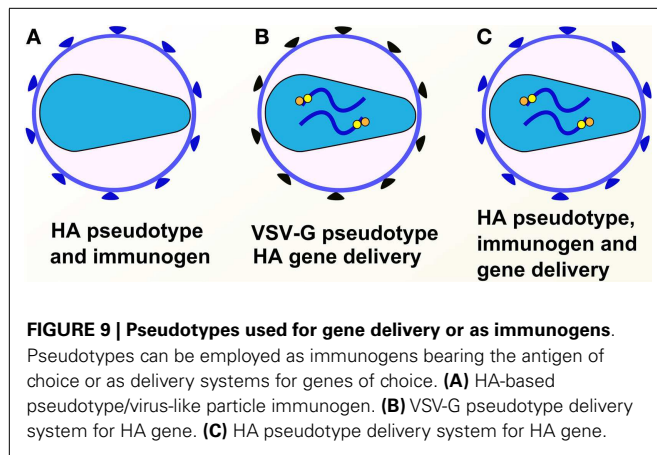 A
B
C
HA pseudotype
and immunogen
VSV-G pseudotype
HA gene delivery
HA pseudotype,
immunogen and
gene delivery
FIGURE 9 | Pseudotypes used for gene delivery or as immunogens.
Pseudotypes can be employed as immunogens bearing the antigen of
choice or as delivery systems for genes of choice. (A) HA-based
pseudotype/virus-like particle immunogen. (B) VSV-G pseudotype delivery
system for HA gene. (C) HA pseudotype delivery system for HA gene.